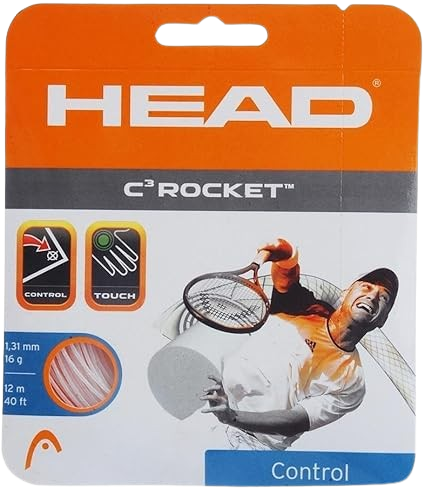 HEAD®
C³ ROCKET™
CONTROL
TOUCH
1,31 mm
16 g
12 m
40 ft
Control